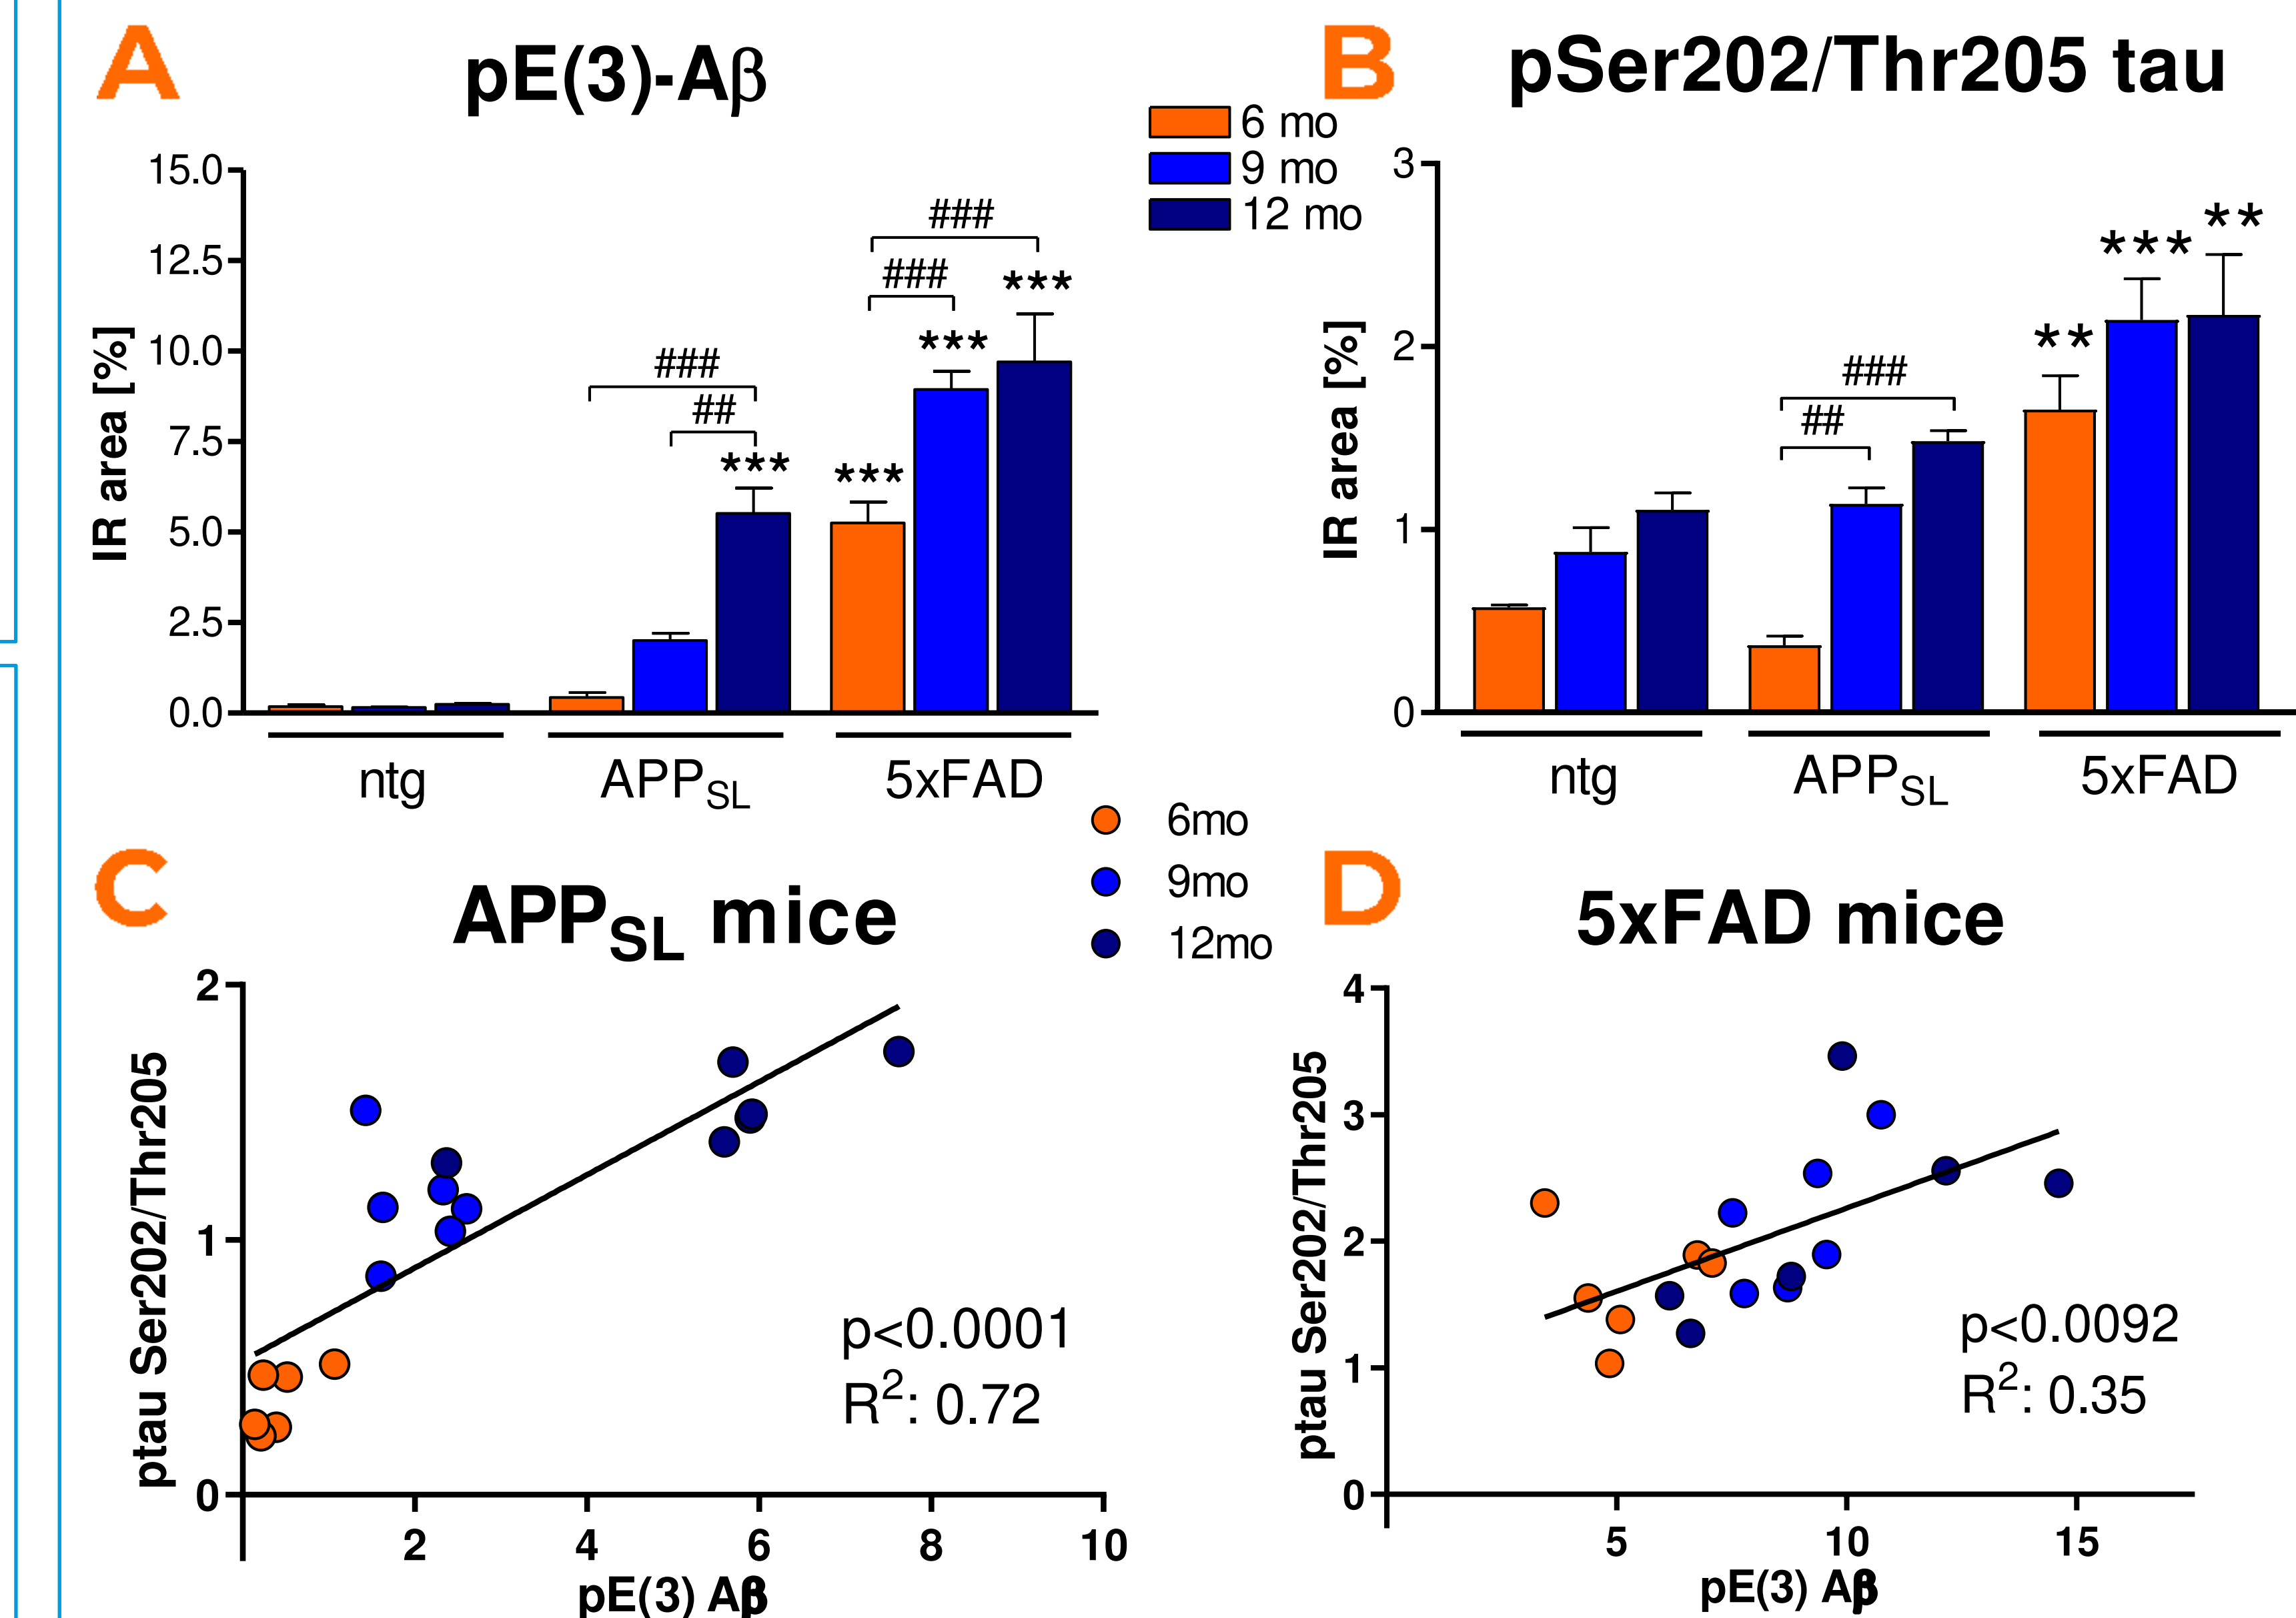 A
pE(3)-Aβ
6 mo
9 mo
12 mo
15.0
12.5
10.0
7.5
5.0
2.5
0.0
IR area [%]
###
##
***
***
###
###
***
***
ntg
APPSL
5xFAD
B
pSer202/Thr205 tau
3
2
1
0
IR area [%]
###
##
**
***
**
ntg
APPSL
5xFAD
6mo
9mo
12mo
C
APPSL mice
2
1
0
ptau Ser202/Thr205
p<0.0001
R2: 0.72
2
4
6
8
10
pE(3) Aβ
D
5xFAD mice
4
3
2
1
0
ptau Ser202/Thr205
p<0.0092
R2: 0.35
5
10
15
pE(3) Aβ